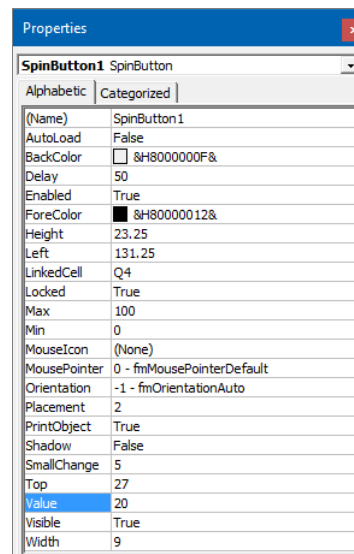 Properties
SpinButton1 SpinButton
Alphabetic Categorized
(Name) SpinButton1
AutoLoad False
BackColor &H8000000F&
Delay 50
Enabled True
ForeColor &H80000012&
Height 23.25
Left 131.25
LinkedCell Q4
Locked True
Max 100
Min 0
MouseIcon (None)
MousePointer 0 - fmMousePointerDefault
Orientation -1 - fmOrientationAuto
Placement 2
PrintObject True
Shadow False
SmallChange 5
Top 27
Value 20
Visible True
Width 9